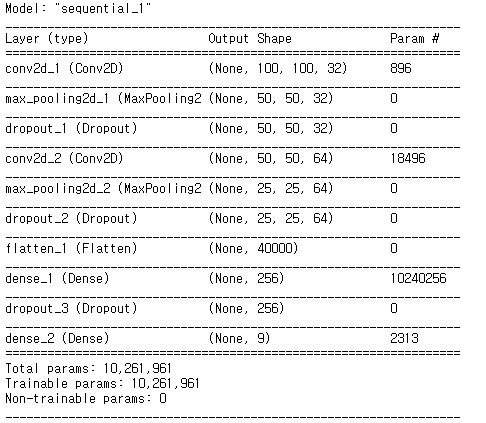 Model: "sequential_1"
_________________________________________________________________
Layer (type)                 Output Shape              Param #
=================================================================
conv2d_1 (Conv2D)            (None, 100, 100, 32)      896
_________________________________________________________________
max_pooling2d_1 (MaxPooling2 (None, 50, 50, 32)        0
_________________________________________________________________
dropout_1 (Dropout)          (None, 50, 50, 32)        0
_________________________________________________________________
conv2d_2 (Conv2D)            (None, 50, 50, 64)        18496
_________________________________________________________________
max_pooling2d_2 (MaxPooling2 (None, 25, 25, 64)        0
_________________________________________________________________
dropout_2 (Dropout)          (None, 25, 25, 64)        0
_________________________________________________________________
flatten_1 (Flatten)          (None, 40000)             0
_________________________________________________________________
dense_1 (Dense)              (None, 256)               10240256
_________________________________________________________________
dropout_3 (Dropout)          (None, 256)               0
_________________________________________________________________
dense_2 (Dense)              (None, 9)                 2313
=================================================================
Total params: 10,261,961
Trainable params: 10,261,961
Non-trainable params: 0
_________________________________________________________________